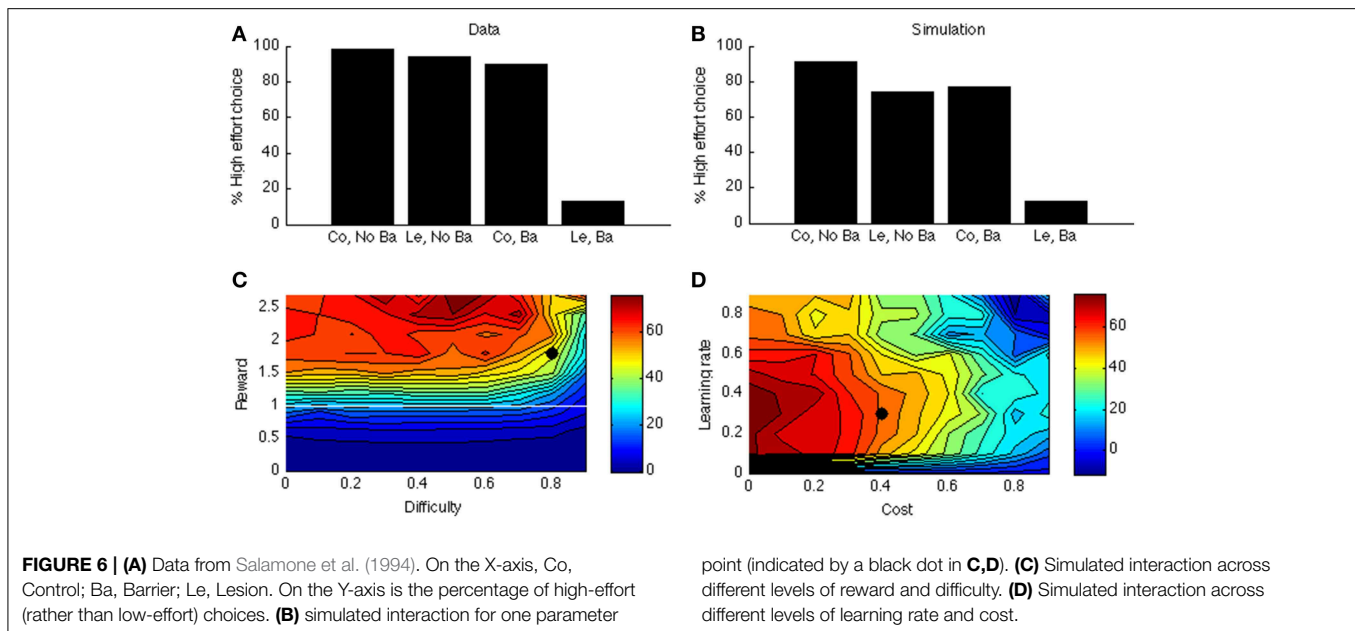 A
Data
100
80
60
40
20
0
% High effort choice
Co, No Ba Le, No Ba Co, Ba Le, Ba
B
Simulation
100
80
60
40
20
0
% High effort choice
Co, No Ba Le, No Ba Co, Ba Le, Ba
C
2.5
2
1.5
1
0.5
0
Reward
0 0.2 0.4 0.6 0.8
Difficulty
60
40
20
0
D
0.8
0.6
0.4
0.2
0
Learning rate
0 0.2 0.4 0.6 0.8
Cost
60
40
20
0
FIGURE 6 | (A) Data from Salamone et al. (1994). On the X-axis, Co,
Control; Ba, Barrier; Le, Lesion. On the Y-axis is the percentage of high-effort
(rather than low-effort) choices. (B) simulated interaction for one parameter
point (indicated by a black dot in C,D). (C) Simulated interaction across
different levels of reward and difficulty. (D) Simulated interaction across
different levels of learning rate and cost.